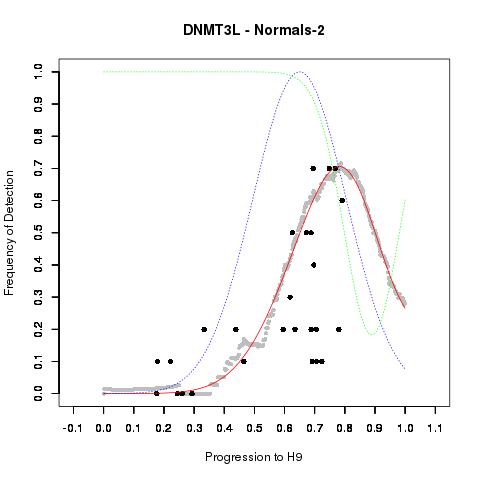 DNMT3L - Normals-2
Frequency of Detection
1.0
0.9
0.8
0.7
0.6
0.5
0.4
0.3
0.2
0.1
0.0
-0.1 0.0 0.1 0.2 0.3 0.4 0.5 0.6 0.7 0.8 0.9 1.0 1.1
Progression to H9